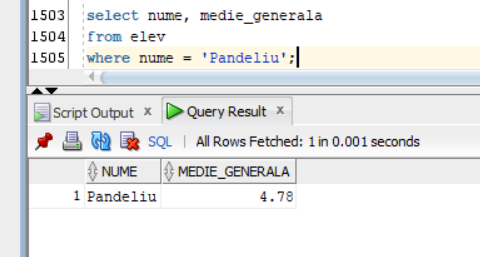 1503 select nume, medie_generala
1504 from elev
1505 where nume = 'Pandeliu';
Script Output x Query Result x
SQL | All Rows Fetched: 1 in 0.001 seconds
NUME MEDIE_GENERALA
1 Pandeliu 4.78